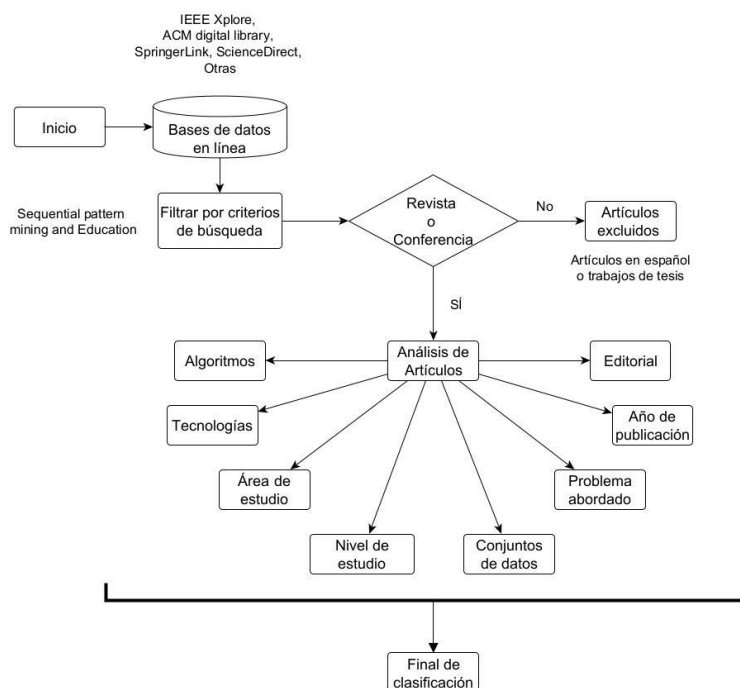 IEEE Xplore,
ACM digital library,
SpringerLink, ScienceDirect,
Otras
Inicio
Bases de datos
en línea
Sequential pattern
mining and Education
Filtrar por criterios
de búsqueda
Revista
o
Conferencia
No
Artículos
excluidos
Artículos en español
o trabajos de tesis
SÍ
Algoritmos
Análisis de
Artículos
Editorial
Tecnologías
Año de
publicación
Área de
estudio
Problema
abordado
Nivel de
estudio
Conjuntos
de datos
Final de
clasificación